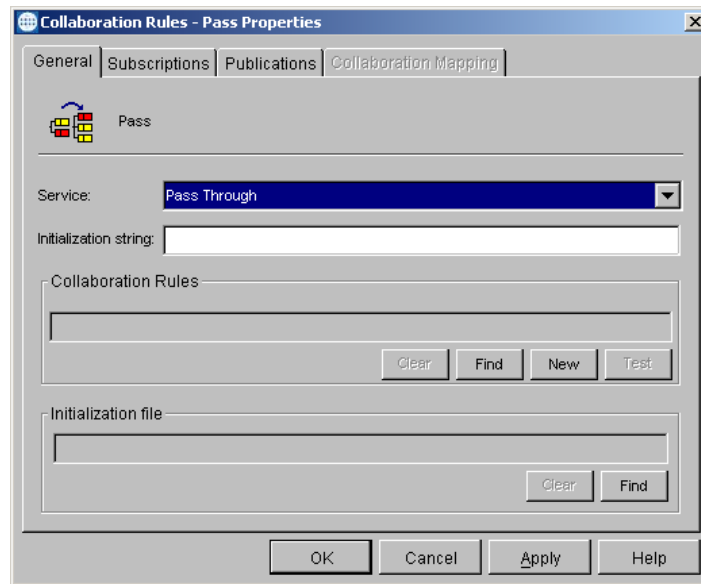 Collaboration Rules - Pass Properties
General Subscriptions Publications Collaboration Mapping
Pass
Service: Pass Through
Initialization string:
Collaboration Rules
Clear Find New Test
Initialization file
Clear Find
OK Cancel Apply Help